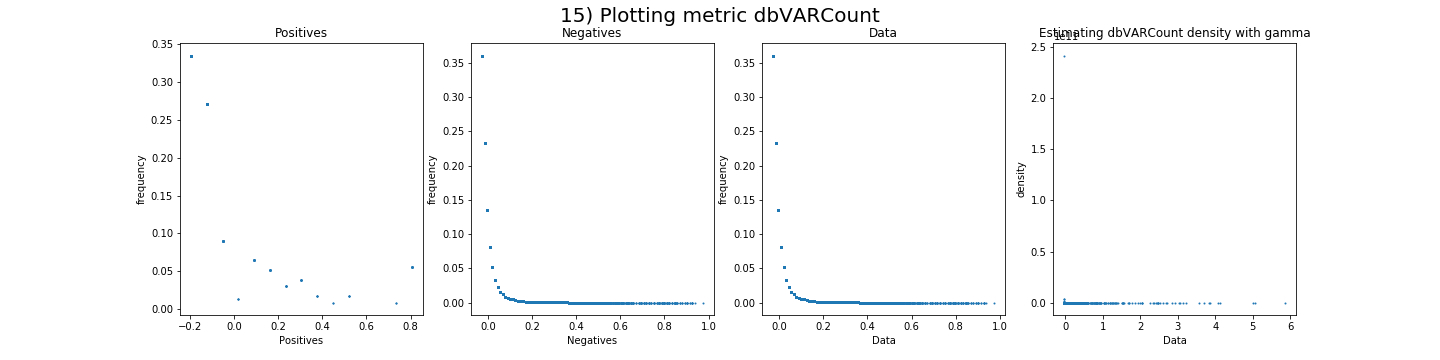 15) Plotting metric dbVARCount
Positives
Negatives
Data
Estimating dbVARCount density with gamma
1e11
0.35
0.30
0.25
0.20
0.15
0.10
0.05
0.00
frequency
−0.2 0.0 0.2 0.4 0.6 0.8
Positives
0.35
0.30
0.25
0.20
0.15
0.10
0.05
0.00
frequency
0.0 0.2 0.4 0.6 0.8 1.0
Negatives
0.35
0.30
0.25
0.20
0.15
0.10
0.05
0.00
frequency
0.0 0.2 0.4 0.6 0.8 1.0
Data
2.5
2.0
1.5
1.0
0.5
0.0
density
0 1 2 3 4 5 6
Data